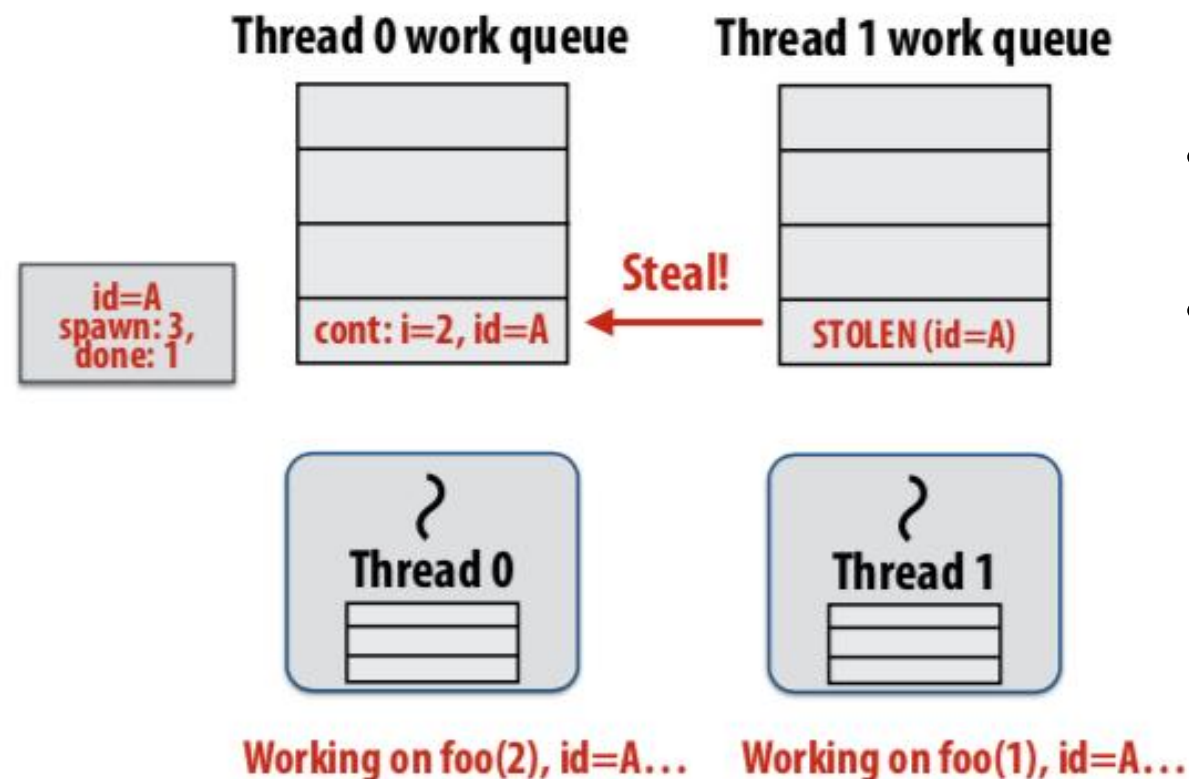 Thread 0 work queue
Thread 1 work queue
Steal!
id=A
spawn: 3,
done: 1
cont: i=2, id=A
STOLEN (id=A)
Thread 0
Thread 1
Working on foo(2), id=A...
Working on foo(1), id=A...